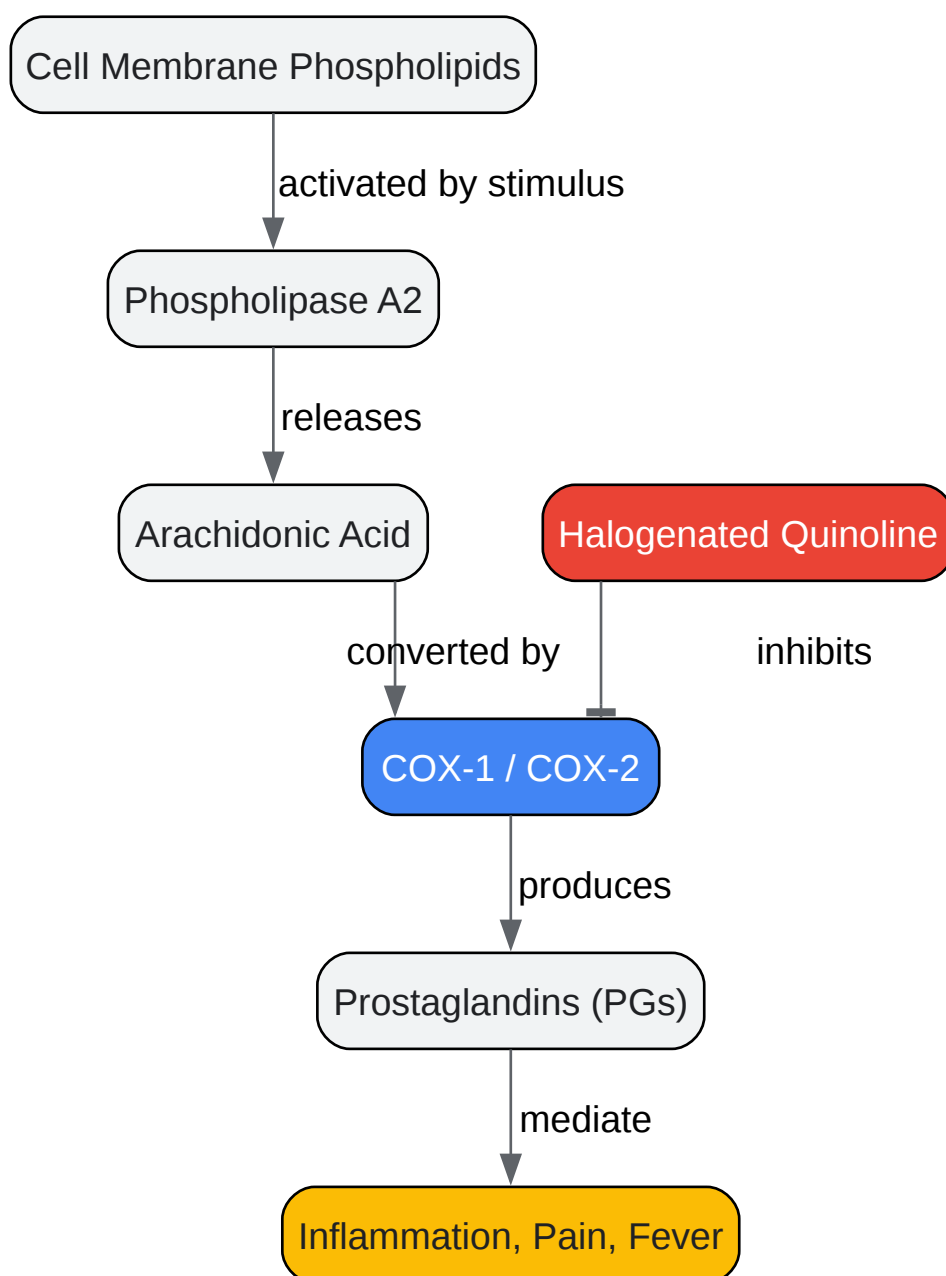 Cell Membrane Phospholipids
activated by stimulus
Phospholipase A2
releases
Arachidonic Acid
Halogenated Quinoline
converted by
inhibits
COX-1 / COX-2
produces
Prostaglandins (PGs)
mediate
Inflammation, Pain, Fever